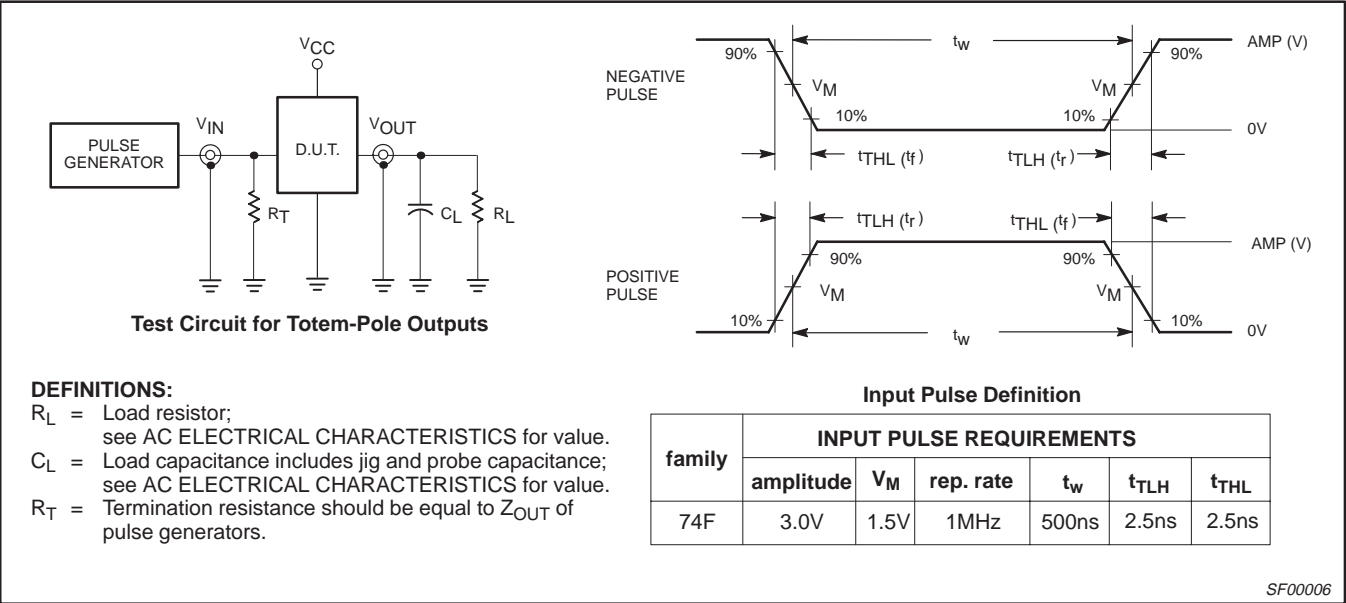 VCC
PULSE
GENERATOR
VIN
D.U.T.
VOUT
RT
CL
RL
Test Circuit for Totem-Pole Outputs
NEGATIVE
PULSE
90%
tW
90%
AMP (V)
VM
VM
10%
10%
0V
tTHL (tf)
tTLH (tr)
tTLH (tr)
tTHL (tf)
AMP (V)
POSITIVE
PULSE
90%
90%
VM
VM
10%
tW
10%
0V
DEFINITIONS:
RL = Load resistor;
see AC ELECTRICAL CHARACTERISTICS for value.
CL = Load capacitance includes jig and probe capacitance;
see AC ELECTRICAL CHARACTERISTICS for value.
RT = Termination resistance should be equal to ZOUT of
pulse generators.
Input Pulse Definition
family INPUT PULSE REQUIREMENTS
amplitude VM rep. rate tw tTLH tTHL
74F 3.0V 1.5V 1MHz 500ns 2.5ns 2.5ns
SF00006